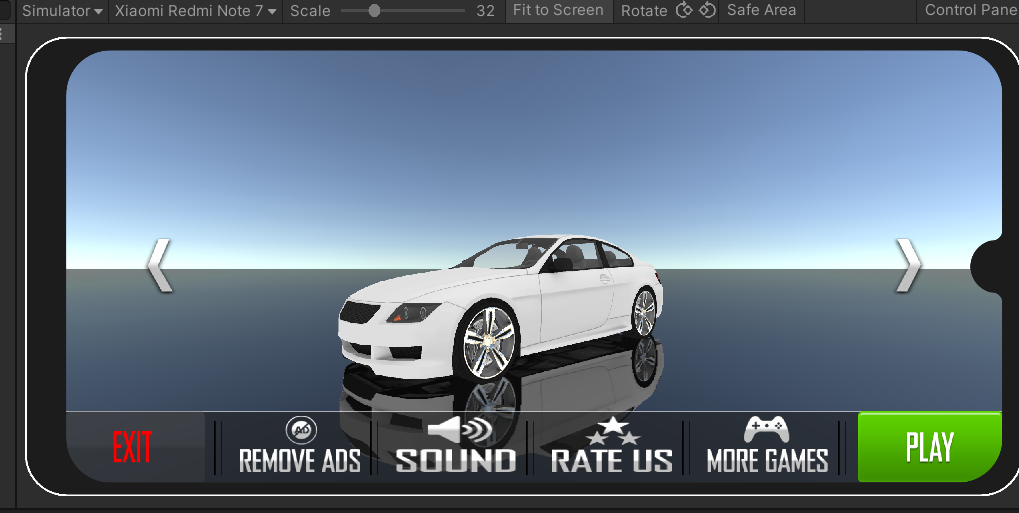 Simulator Xiaomi Redmi Note 7 Scale 32 Fit to Screen Rotate Safe Area Control Pane
AD
EXIT REMOVE ADS SOUND RATE US MORE GAMES PLAY